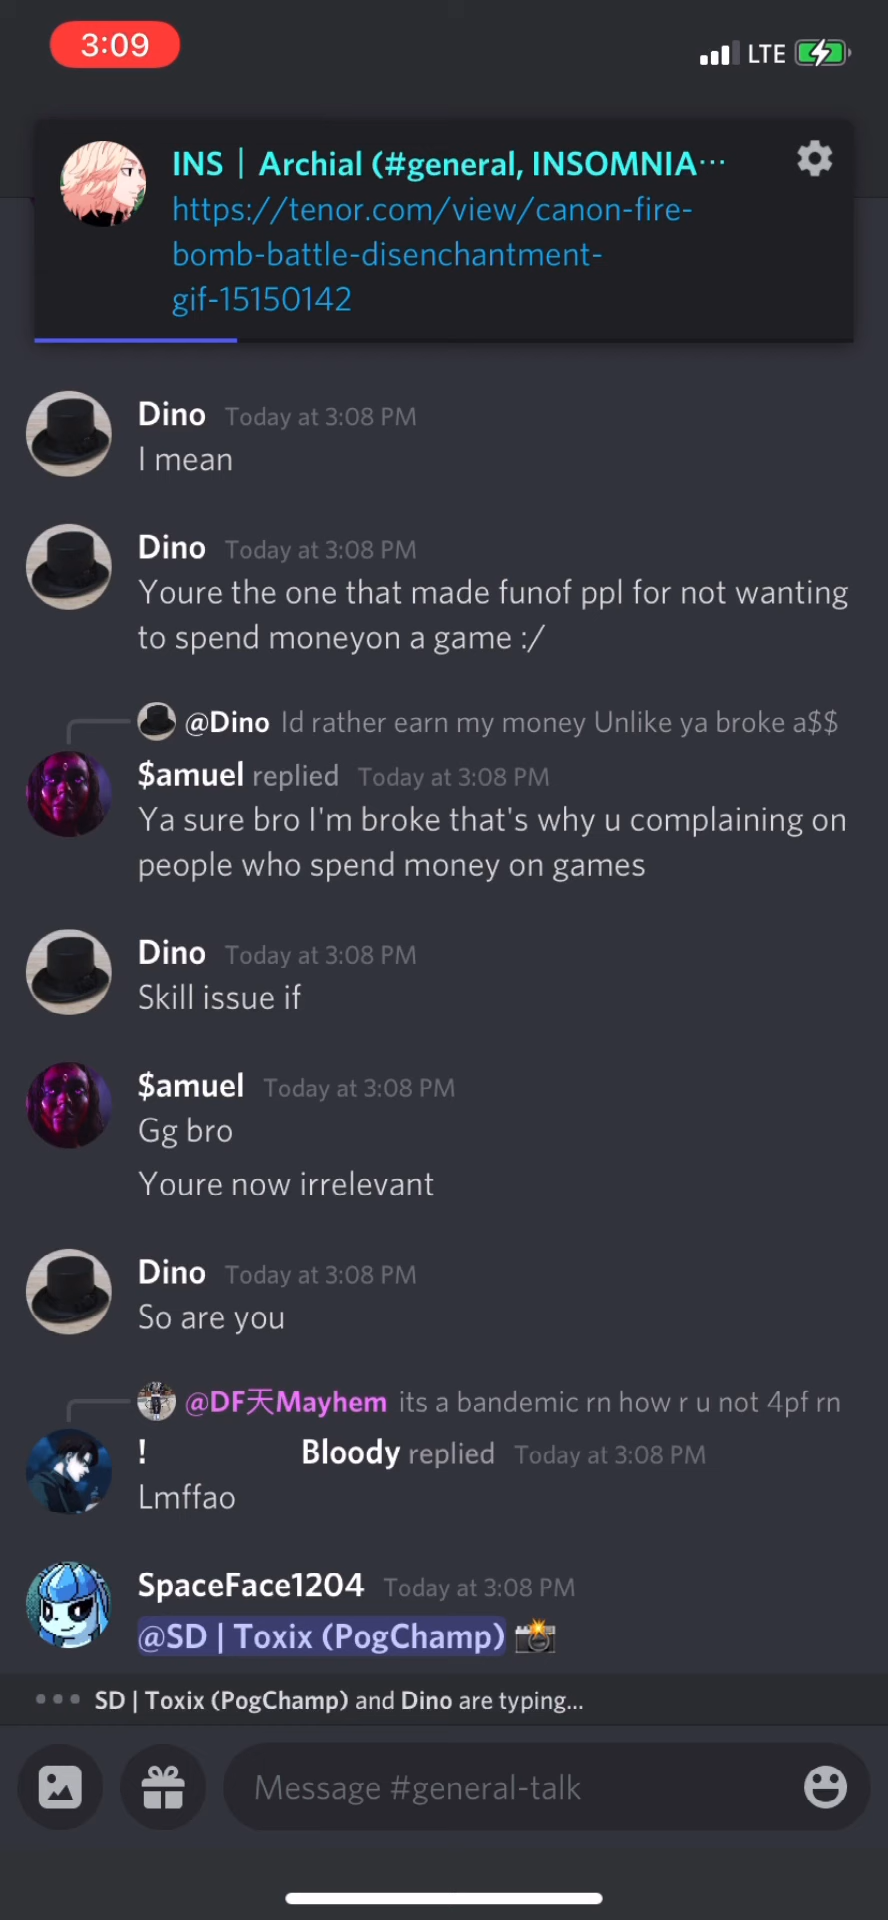 3:09
LTE
INS | Archial (#general, INSOMNIA...
https://tenor.com/view/canon-fire-
bomb-battle-disenchantment-
gif-15150142
Dino Today at 3:08 PM
I mean
Dino Today at 3:08 PM
Youre the one that made funof ppl for not wanting
to spend moneyon a game :/
@Dino Id rather earn my money Unlike ya broke a$$
$amuel replied Today at 3:08 PM
Ya sure bro I'm broke that's why u complaining on
people who spend money on games
Dino Today at 3:08 PM
Skill issue if
$amuel Today at 3:08 PM
Gg bro
Youre now irrelevant
Dino Today at 3:08 PM
So are you
@DF天Mayhem its a bandemic rn how r u not 4pf rn
! Bloody replied Today at 3:08 PM
Lmffao
SpaceFace1204 Today at 3:08 PM
@SD | Toxix (PogChamp) 📸
SD | Toxix (PogChamp) and Dino are typing...
Message #general-talk